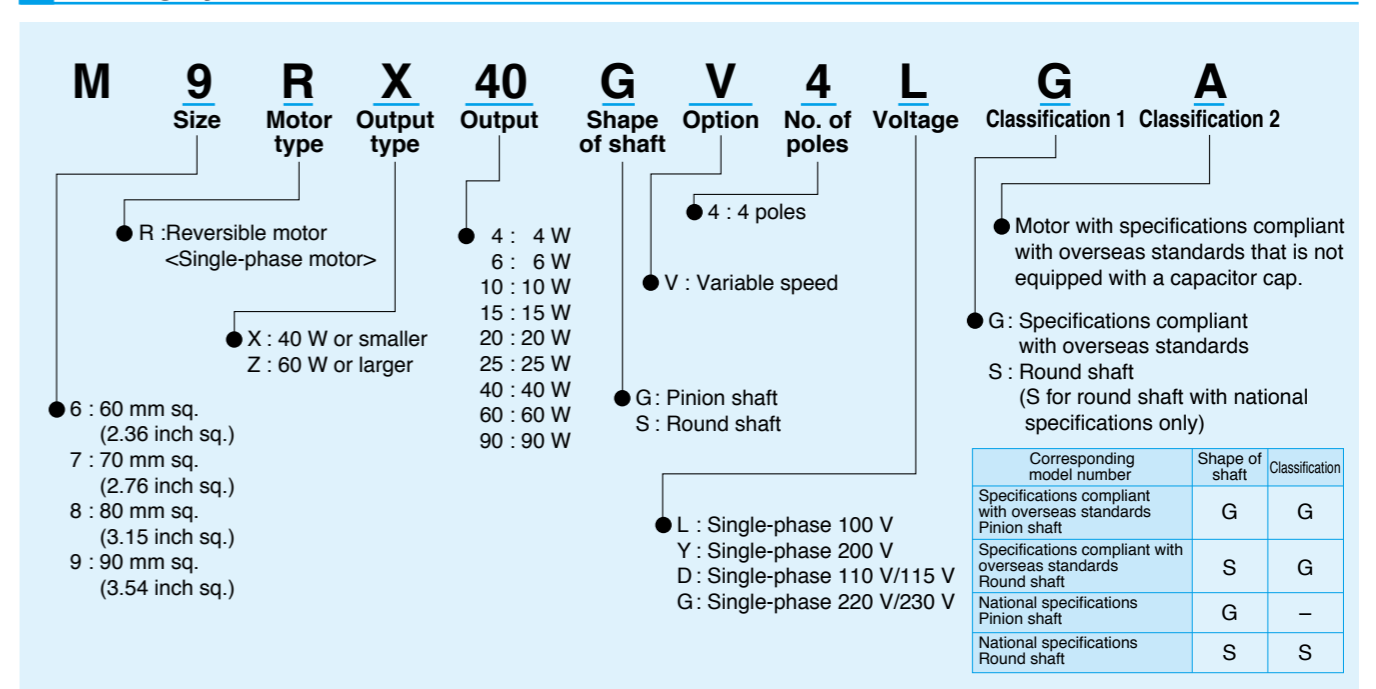 M 9 R X 40 G V 4 L G A
Size Motor type Output type Output Shape of shaft Option No. of poles Voltage Classification 1 Classification 2
R :Reversible motor
<Single-phase motor>
X : 40 W or smaller
Z : 60 W or larger
6 : 60 mm sq.
(2.36 inch sq.)
7 : 70 mm sq.
(2.76 inch sq.)
8 : 80 mm sq.
(3.15 inch sq.)
9 : 90 mm sq.
(3.54 inch sq.)
4 : 4 W
6 : 6 W
10 : 10 W
15 : 15 W
20 : 20 W
25 : 25 W
40 : 40 W
60 : 60 W
90 : 90 W
G : Pinion shaft
S : Round shaft
V : Variable speed
4 : 4 poles
L : Single-phase 100 V
Y : Single-phase 200 V
D : Single-phase 110 V/115 V
G : Single-phase 220 V/230 V
Motor with specifications compliant
with overseas standards that is not
equipped with a capacitor cap.
G : Specifications compliant
with overseas standards
S : Round shaft
(S for round shaft with national
specifications only)
Corresponding model number Shape of shaft Classification
Specifications compliant
with overseas standards
Pinion shaft G G
Specifications compliant with
overseas standards
Round shaft S G
National specifications
Pinion shaft G –
National specifications
Round shaft S S